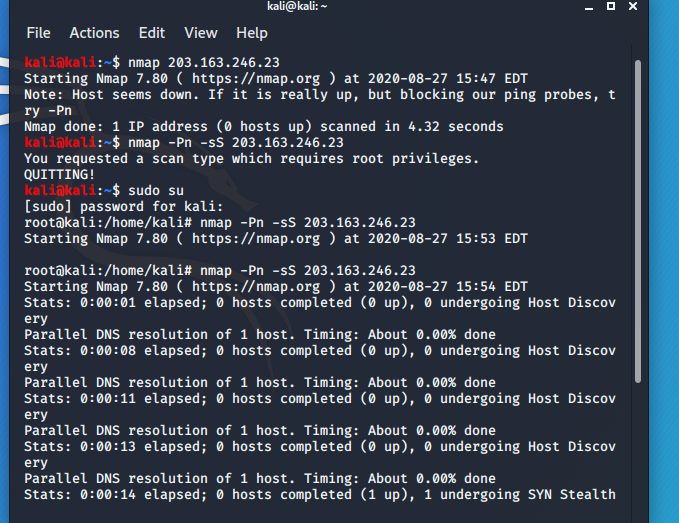 kali@kali: ~
File Actions Edit View Help
kali@kali:~$ nmap 203.163.246.23
Starting Nmap 7.80 ( https://nmap.org ) at 2020-08-27 15:47 EDT
Note: Host seems down. If it is really up, but blocking our ping probes, t
ry -Pn
Nmap done: 1 IP address (0 hosts up) scanned in 4.32 seconds
kali@kali:~$ nmap -Pn -sS 203.163.246.23
You requested a scan type which requires root privileges.
QUITTING!
kali@kali:~$ sudo su
[sudo] password for kali:
root@kali:/home/kali# nmap -Pn -sS 203.163.246.23
Starting Nmap 7.80 ( https://nmap.org ) at 2020-08-27 15:53 EDT
root@kali:/home/kali# nmap -Pn -sS 203.163.246.23
Starting Nmap 7.80 ( https://nmap.org ) at 2020-08-27 15:54 EDT
Stats: 0:00:01 elapsed; 0 hosts completed (0 up), 0 undergoing Host Discov
ery
Parallel DNS resolution of 1 host. Timing: About 0.00% done
Stats: 0:00:08 elapsed; 0 hosts completed (0 up), 0 undergoing Host Discov
ery
Parallel DNS resolution of 1 host. Timing: About 0.00% done
Stats: 0:00:11 elapsed; 0 hosts completed (0 up), 0 undergoing Host Discov
ery
Parallel DNS resolution of 1 host. Timing: About 0.00% done
Stats: 0:00:13 elapsed; 0 hosts completed (0 up), 0 undergoing Host Discov
ery
Parallel DNS resolution of 1 host. Timing: About 0.00% done
Stats: 0:00:14 elapsed; 0 hosts completed (1 up), 1 undergoing SYN Stealth